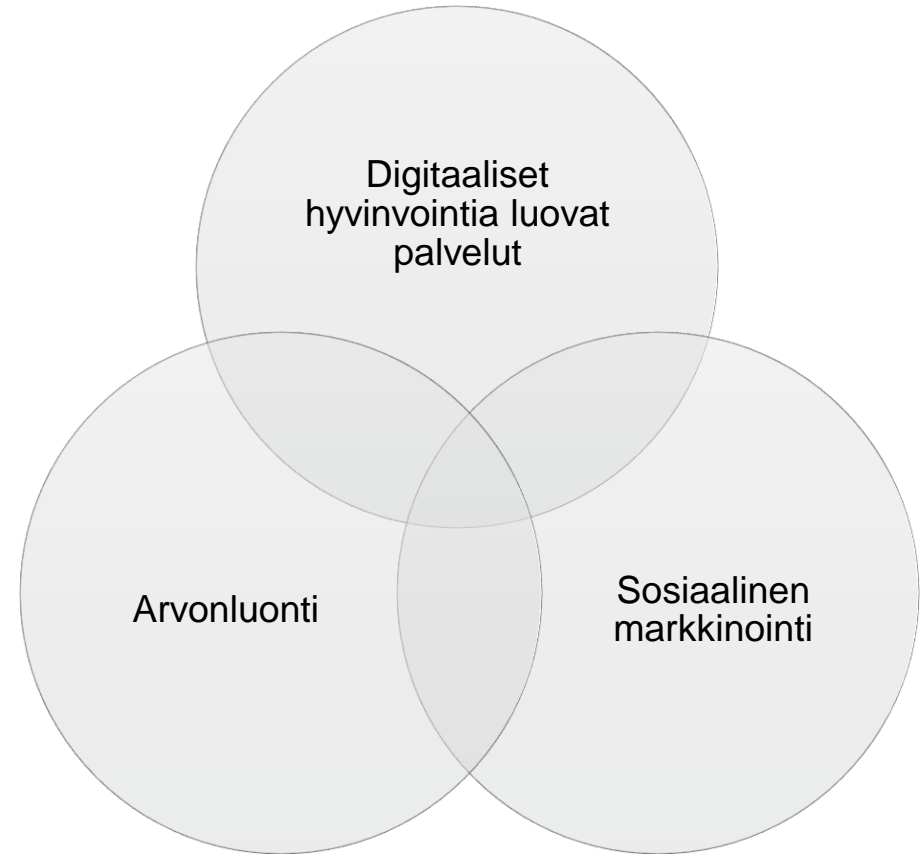 Digitaaliset
hyvinvointia luovat
palvelut
Arvonluonti
Sosiaalinen
markkinointi